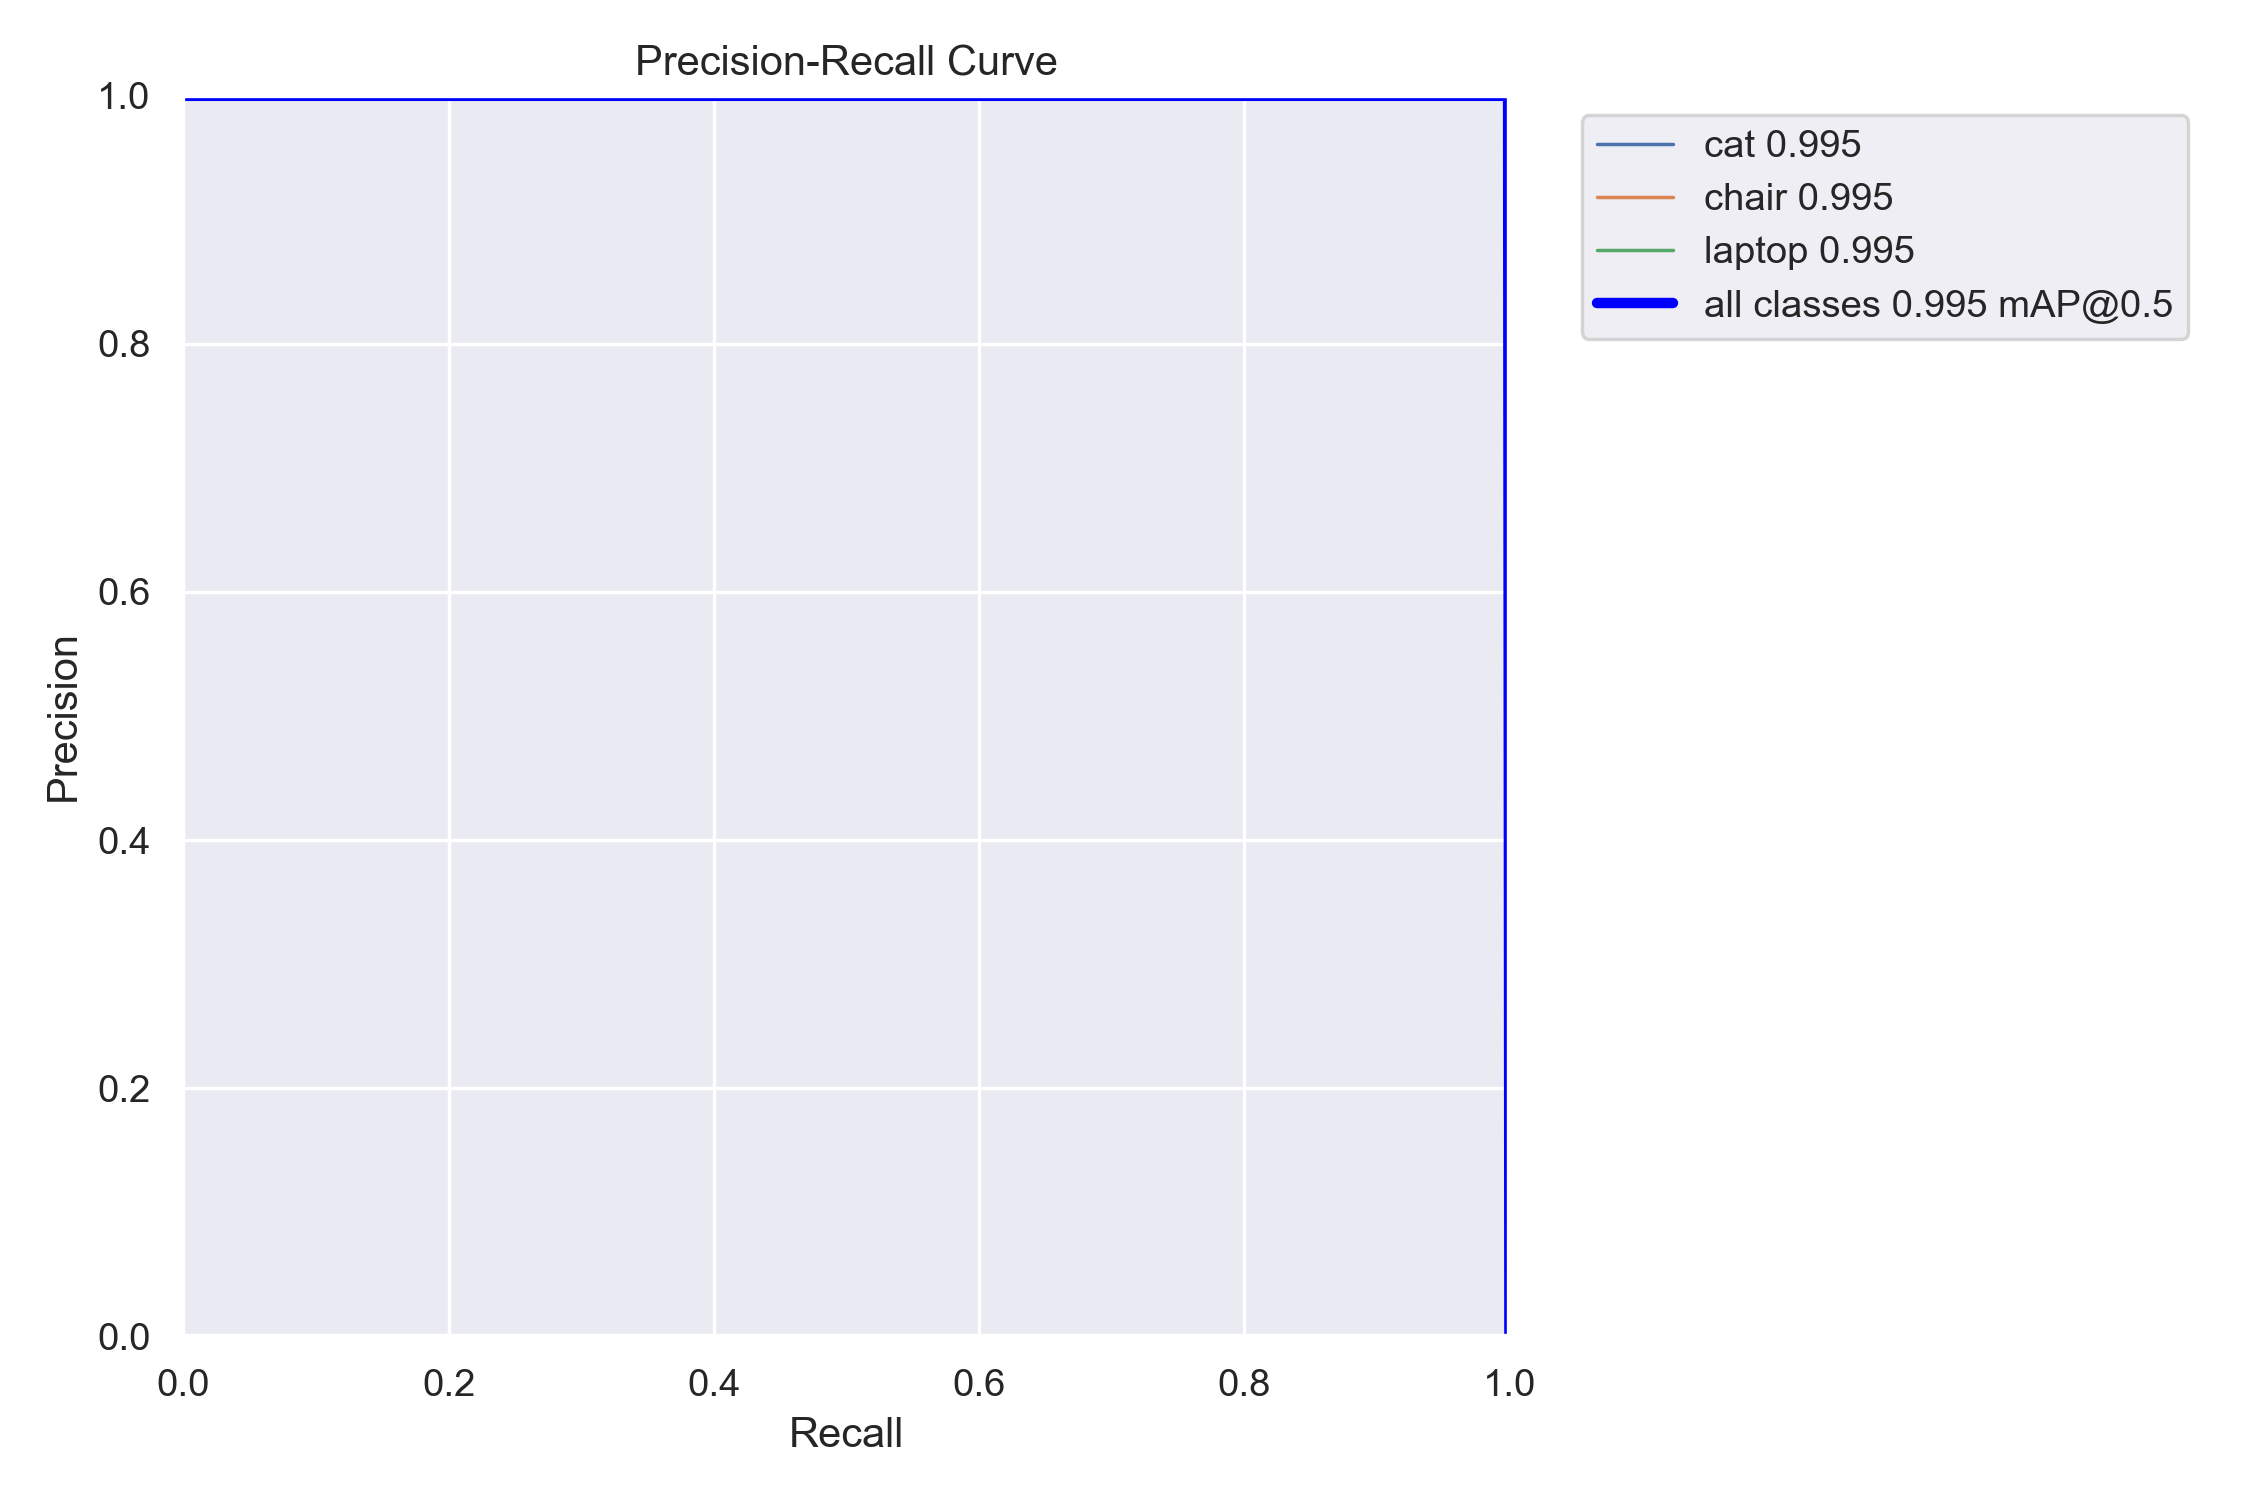 Precision-Recall Curve
1.0
0.8
0.6
0.4
0.2
0.0
Precision
0.0 0.2 0.4 0.6 0.8 1.0
Recall
cat 0.995
chair 0.995
laptop 0.995
all classes 0.995 mAP@0.5